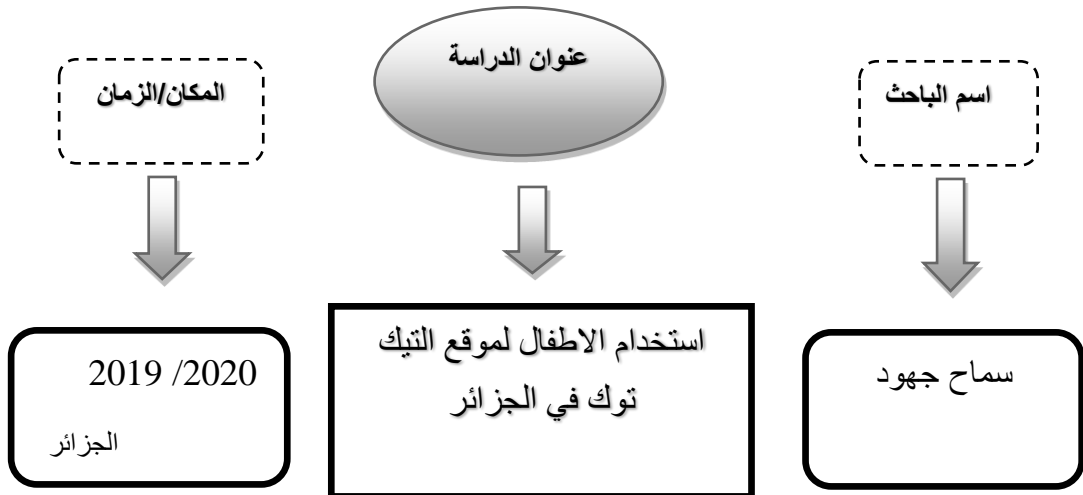 اسم الباحث
عنوان الدراسة
المكان/الزمان
سماح جهود
استخدام الاطفال لموقع التيك
توك في الجزائر
2019 /2020
الجزائر